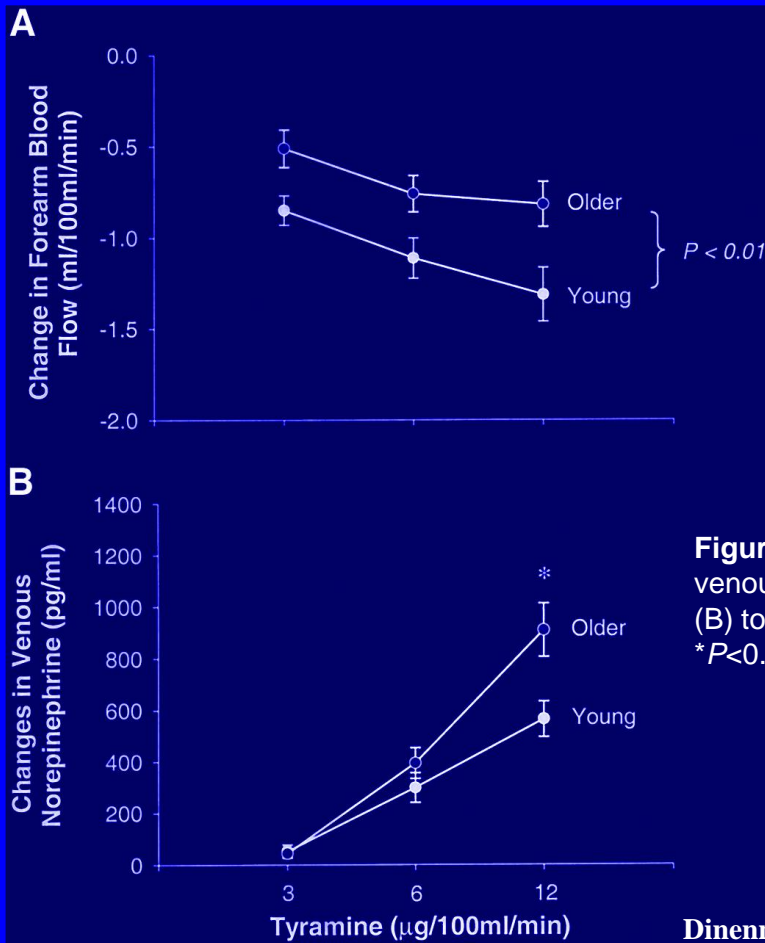 A
0.0
-0.5
-1.0
-1.5
-2.0
Change in Forearm Blood
Flow (ml/100ml/min)
Older
Young
P < 0.01
B
1400
1200
1000
800
600
400
200
0
Changes in Venous
Norepinephrine (pg/ml)
*
Older
Young
3 6 12
Tyramine (μg/100ml/min)
(B) to
*P<0.